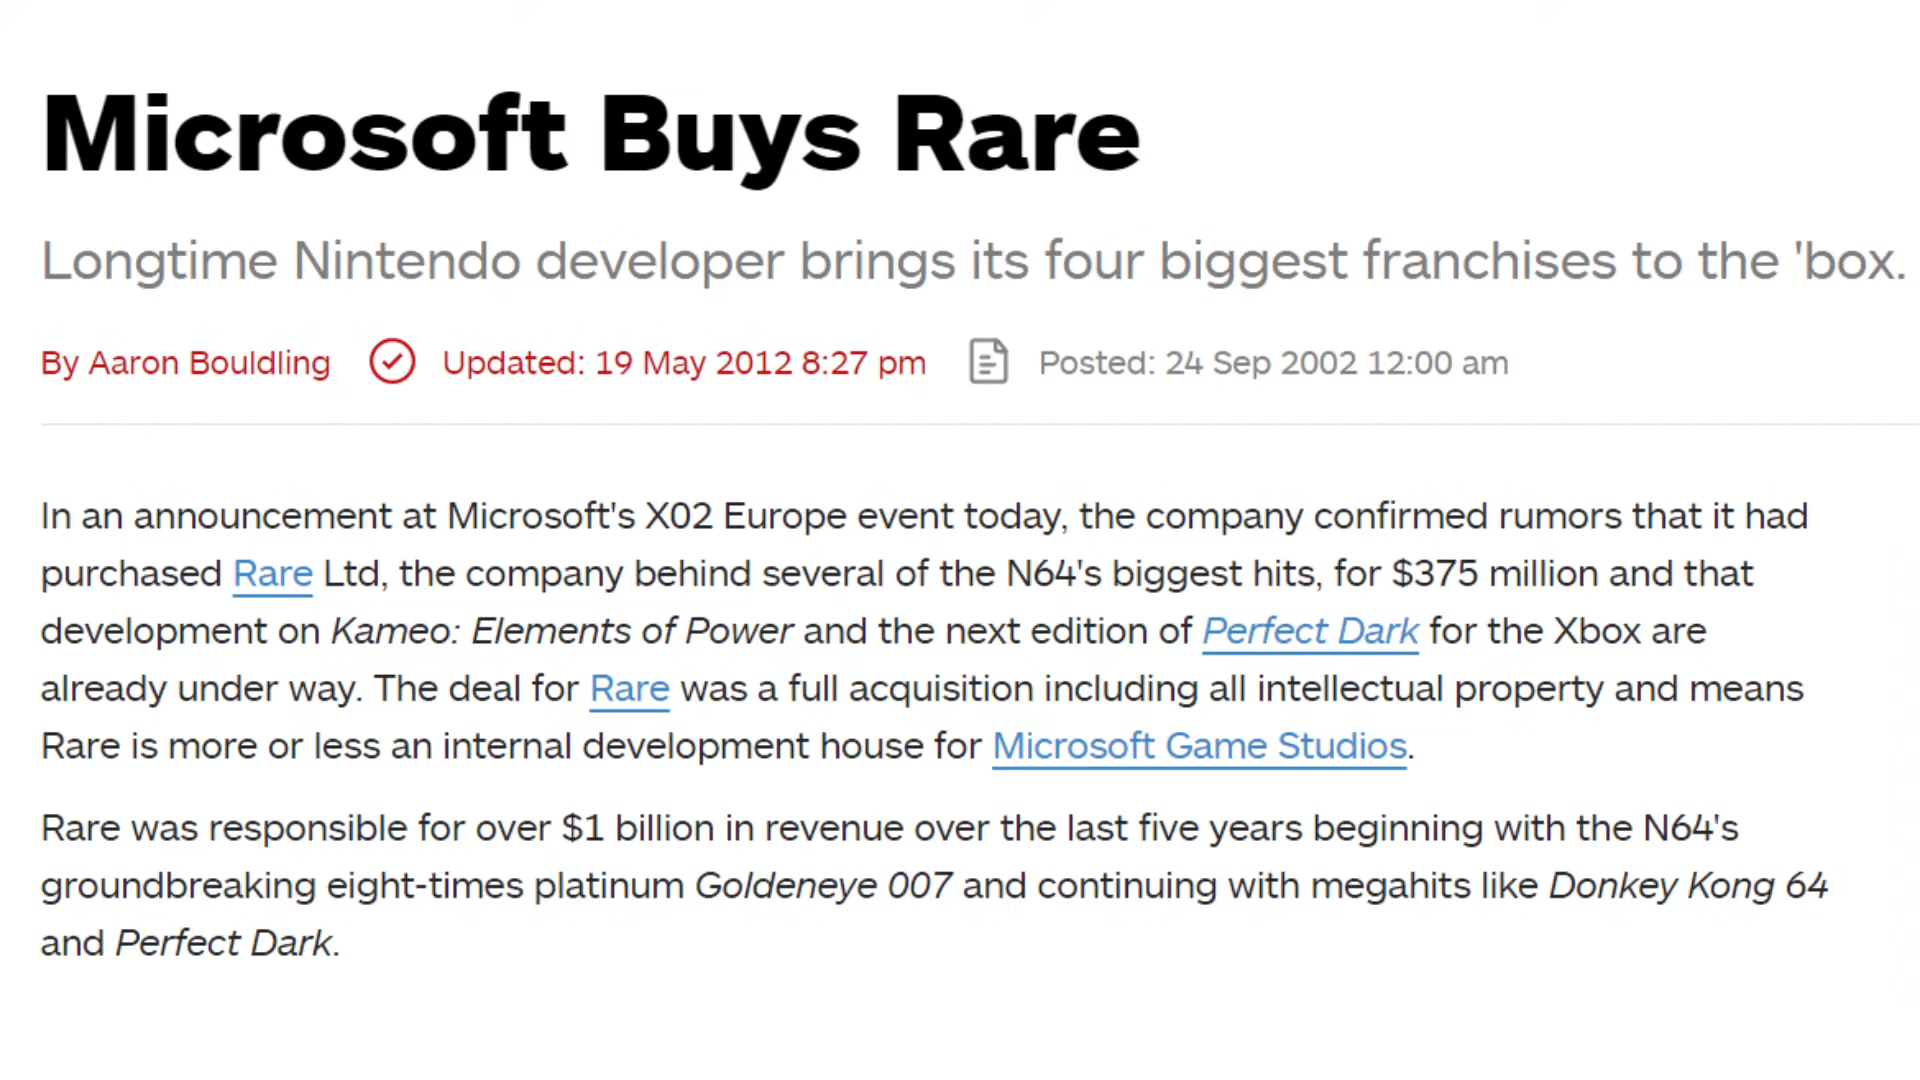 Microsoft Buys Rare
Longtime Nintendo developer brings its four biggest franchises to the 'box.
By Aaron Bouldling Updated: 19 May 2012 8:27 pm Posted: 24 Sep 2002 12:00 am
In an announcement at Microsoft's X02 Europe event today, the company confirmed rumors that it had
purchased Rare Ltd, the company behind several of the N64's biggest hits, for $375 million and that
development on Kameo: Elements of Power and the next edition of Perfect Dark for the Xbox are
already under way. The deal for Rare was a full acquisition including all intellectual property and means
Rare is more or less an internal development house for Microsoft Game Studios.
Rare was responsible for over $1 billion in revenue over the last five years beginning with the N64's
groundbreaking eight-times platinum Goldeneye 007 and continuing with megahits like Donkey Kong 64
and Perfect Dark.